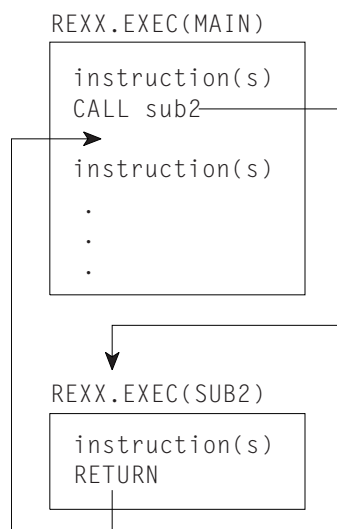 REXX.EXEC(MAIN)
instruction(s)
CALL sub2
instruction(s)
.
.
.
REXX.EXEC(SUB2)
instruction(s)
RETURN